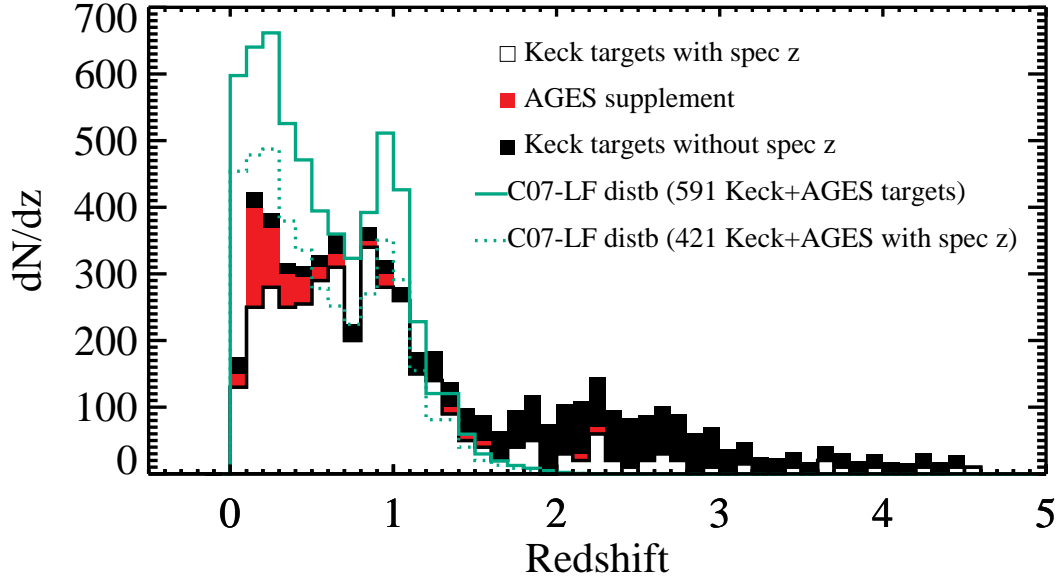 700
600
500
400
300
200
100
0
dN/dz
Keck targets with spec z
AGES supplement
Keck targets without spec z
C07-LF distb (591 Keck+AGES targets)
C07-LF distb (421 Keck+AGES with spec z)
0 1 2 3 4 5
Redshift